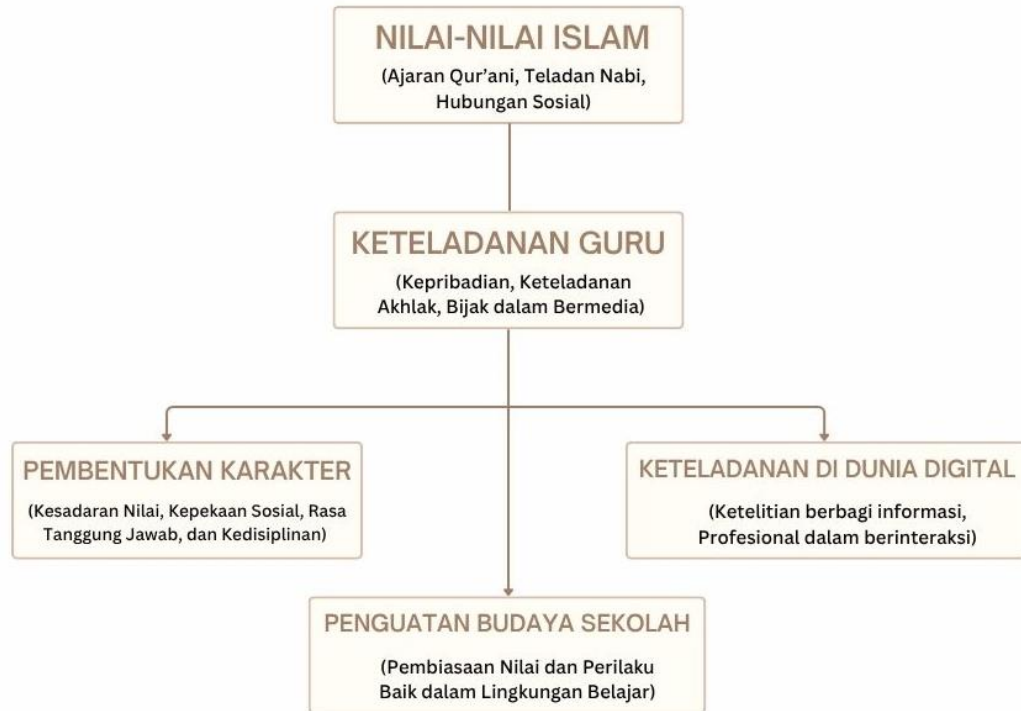 NILAI-NILAI ISLAM
(Ajaran Qur'ani, Teladan Nabi,
Hubungan Sosial)
KETELADANAN GURU
(Kepribadian, Keteladanan
Akhlak, Bijak dalam Bermedia)
PEMBENTUKAN KARAKTER
(Kesadaran Nilai, Kepekaan Sosial, Rasa
Tanggung Jawab, dan Kedisiplinan)
KETELADANAN DI DUNIA DIGITAL
(Ketelitian berbagi informasi,
Profesional dalam berinteraksi)
PENGUATAN BUDAYA SEKOLAH
(Pembiasaan Nilai dan Perilaku
Baik dalam Lingkungan Belajar)